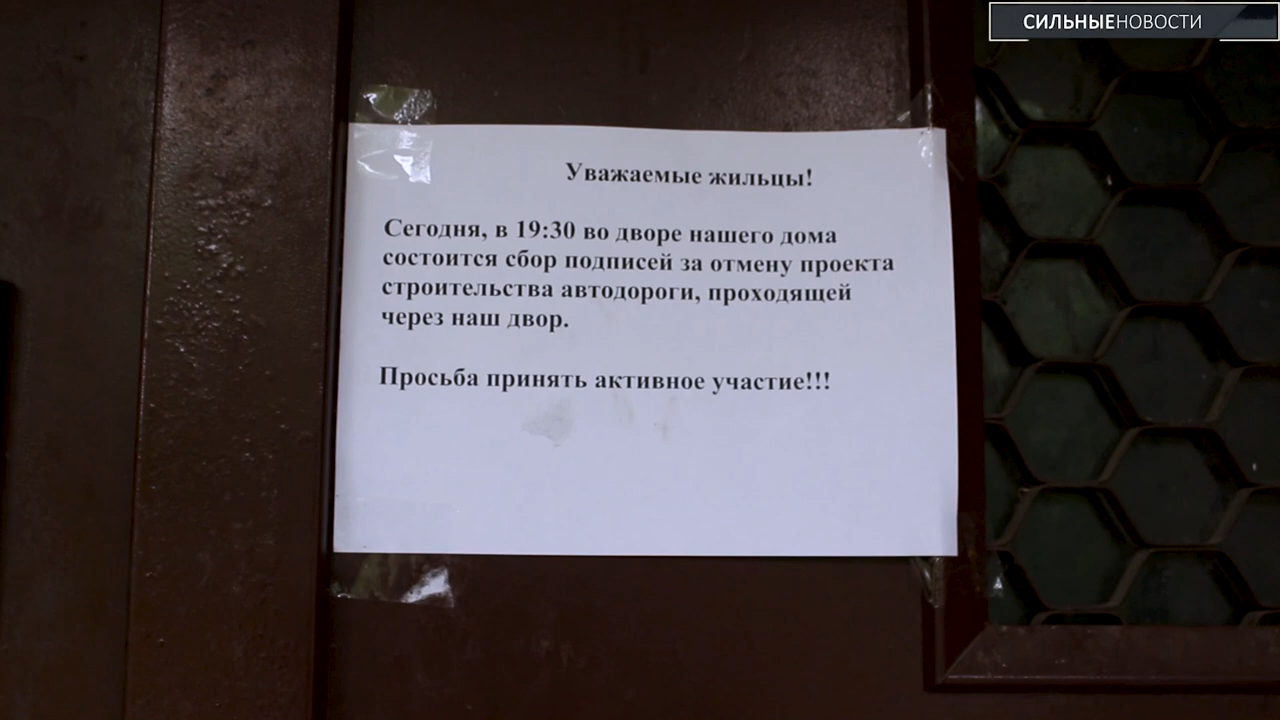 СИЛЬНЫЕНОВОСТИ
Уважаемые жильцы!
Сегодня, в 19:30 во дворе нашего дома
состоится сбор подписей за отмену проекта
строительства автодороги, проходящей
через наш двор.
Просьба принять активное участие!!!